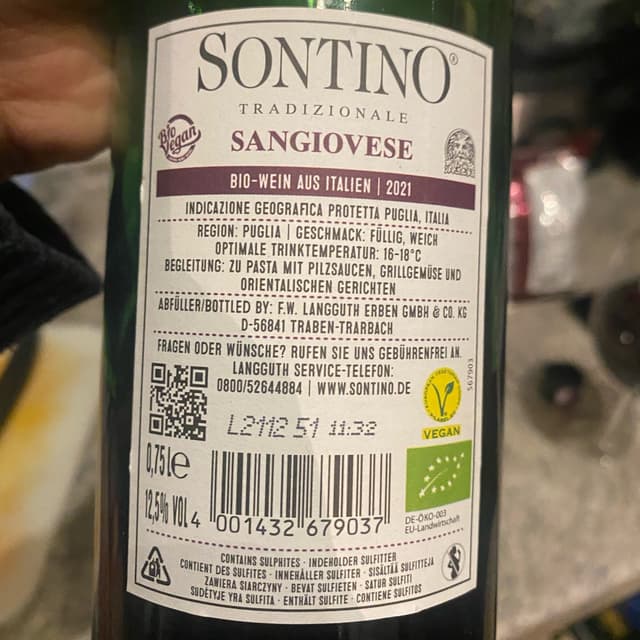 SONTINO®
TRADIZIONALE
Bio Vegan
SANGIOVESE
BIO-WEIN AUS ITALIEN | 2021
INDICAZIONE GEOGRAFICA PROTETTA PUGLIA, ITALIA
REGION: PUGLIA | GESCHMACK: FÜLLIG, WEICH
OPTIMALE TRINKTEMPERATUR: 16-18°C
BEGLEITUNG: ZU PASTA MIT PILZSAUCEN, GRILLGEMÜSE UND
ORIENTALISCHEN GERICHTEN
ABFÜLLER/BOTTLED BY: F.W. LANGGUTH ERBEN GMBH & CO. KG
D-56841 TRABEN-TRARBACH
FRAGEN ODER WÜNSCHE? RUFEN SIE UNS GEBÜHRENFREI AN.
LANGGUTH SERVICE-TELEFON:
0800/52644884 | WWW.SONTINO.DE
567903
L2112 51 11:32
VEGAN
0,75 l e
12,5% VOL
4 001432 679037
DE-ÖKO-003
EU-Landwirtschaft
CONTAINS SULPHITES · INDEHOLDER SULFITTER
CONTIENT DES SULFITES · INNEHÅLLER SULFITER · SISÄLTÄÄ SULFIITTEJA
ZAWIERA SIARCZYNY · BEVAT SULFIETEN · SATUR SULFITI
SUDĖTYJE YRA SULFITA · ENTHÄLT SULFITE · CONTIENE SULFITOS